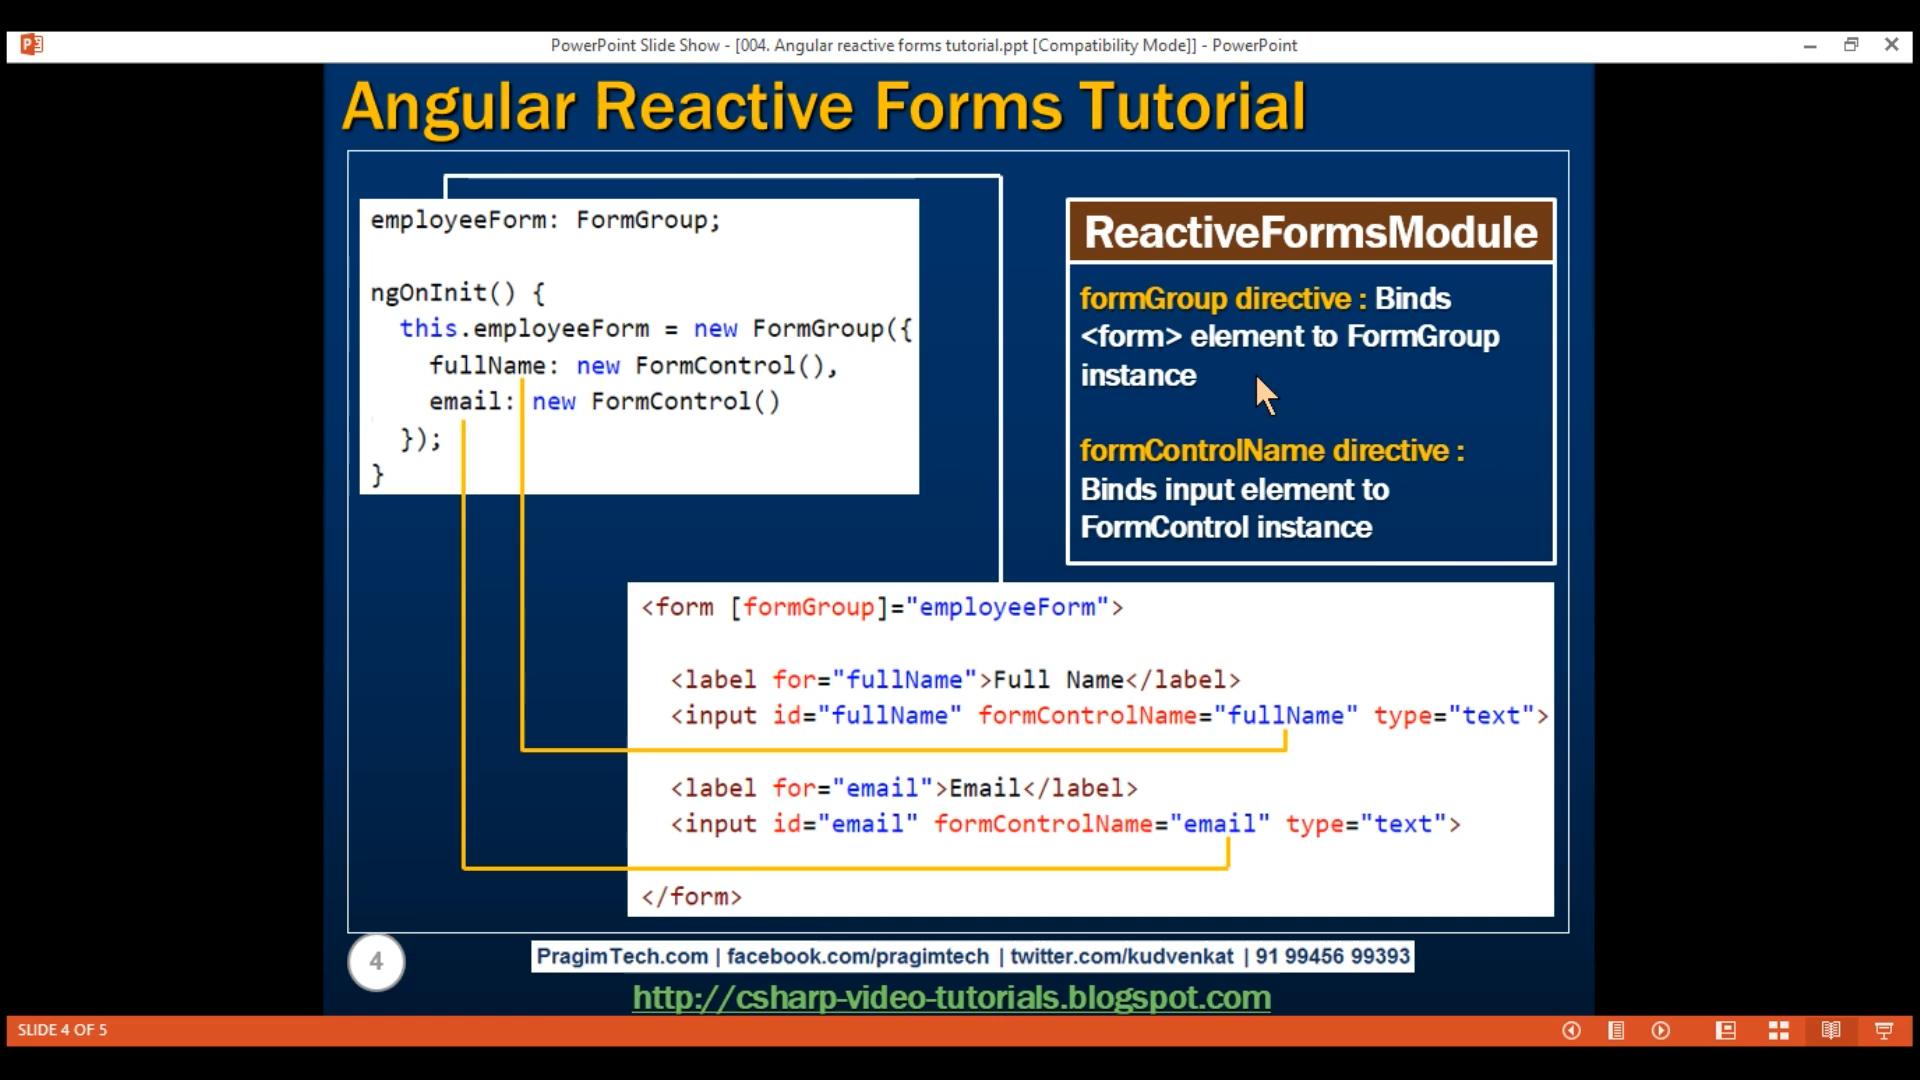 PowerPoint Slide Show - [004. Angular reactive forms tutorial.ppt [Compatibility Mode]] - PowerPoint
Angular Reactive Forms Tutorial
employeeForm: FormGroup;
ngOnInit() {
this.employeeForm = new FormGroup({
fullName: new FormControl(),
email: new FormControl()
});
}
ReactiveFormsModule
formGroup directive : Binds
<form> element to FormGroup
instance
formControlName directive :
Binds input element to
FormControl instance
<form [formGroup]="employeeForm">
<label for="fullName">Full Name</label>
<input id="fullName" formControlName="fullName" type="text">
<label for="email">Email</label>
<input id="email" formControlName="email" type="text">
</form>
4
PragimTech.com | facebook.com/pragimtech | twitter.com/kudvenkat | 91 99456 99393
http://csharp-video-tutorials.blogspot.com
SLIDE 4 OF 5